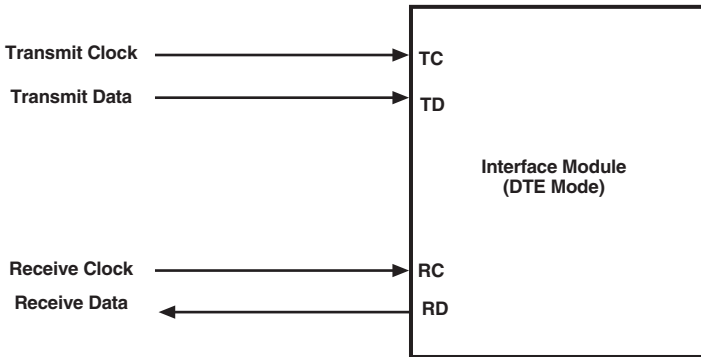 Transmit Clock
TC
Transmit Data
TD
Interface Module
(DTE Mode)
Receive Clock
RC
Receive Data
RD